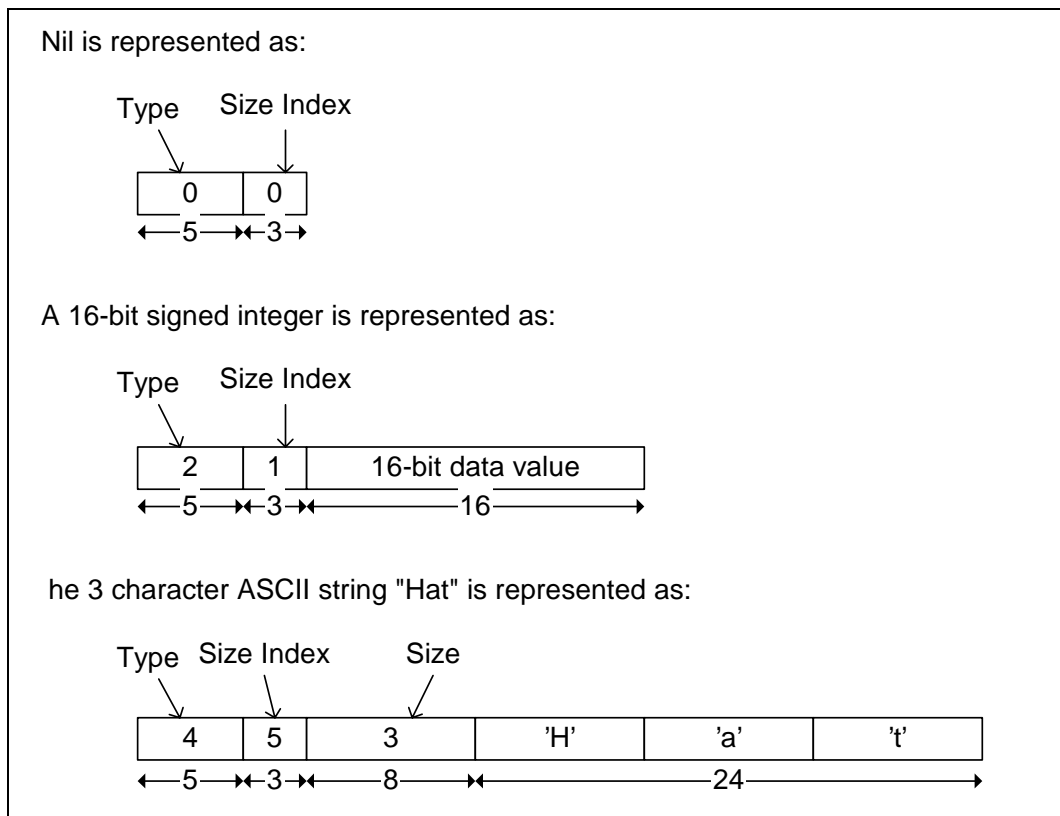 Nil is represented as:
Type Size Index
0 0
5 3
A 16-bit signed integer is represented as:
Type Size Index
2 1 16-bit data value
5 3 16
he 3 character ASCII string "Hat" is represented as:
Type Size Index Size
4 5 3 'H' 'a' 't'
5 3 8 24